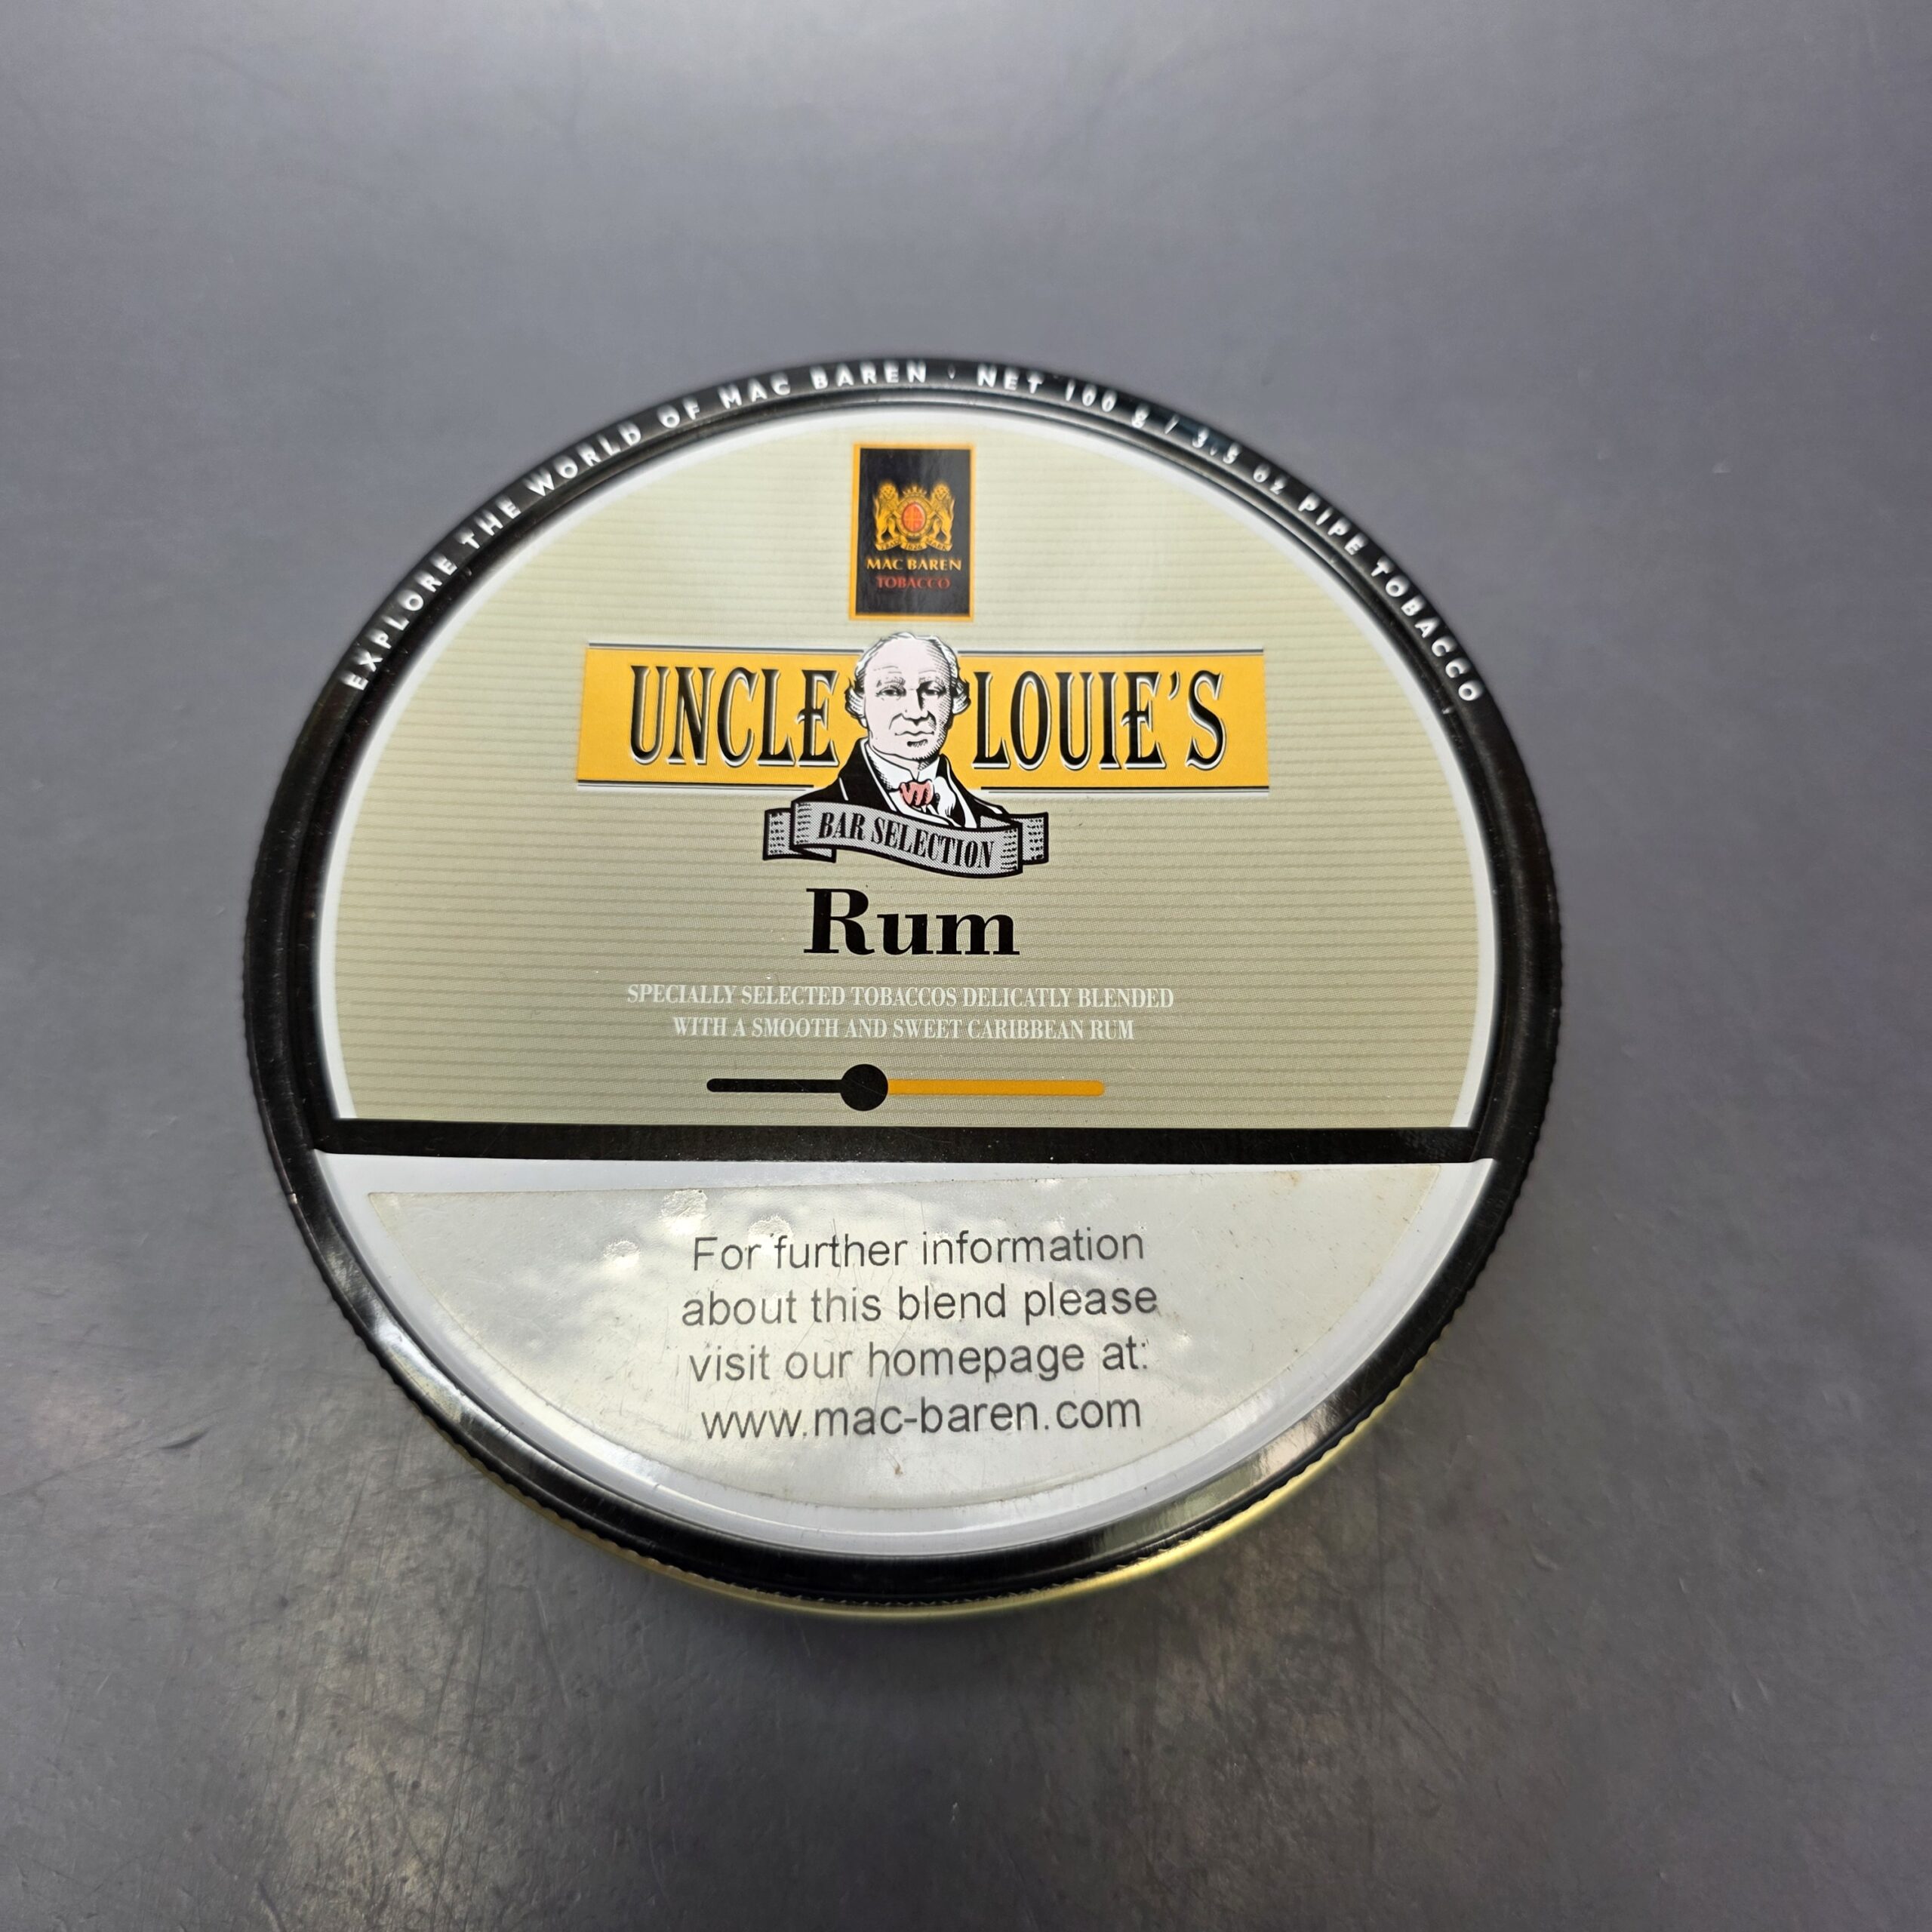 EXPLORE THE WORLD OF MAC BAREN · NET 100 g / 3.5 oz PIPE TOBACCO
MAC BAREN
TOBACCO
UNCLE LOUIE'S
BAR SELECTION
Rum
SPECIALLY SELECTED TOBACCOS DELICATLY BLENDED
WITH A SMOOTH AND SWEET CARIBBEAN RUM
For further information
about this blend please
visit our homepage at:
www.mac-baren.com